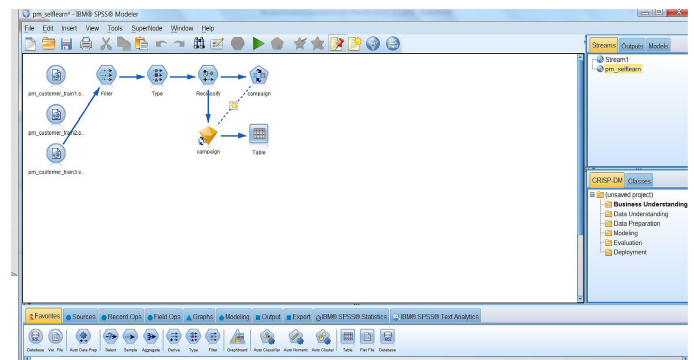 pm_selflearn* - IBM® SPSS® Modeler
File Edit Insert View Tools SuperNode Window Help
Streams Outputs Models
Stream1
pm_selflearn
pm_customer_train1.s..
Filler
Type
Reclassify
campaign
pm_customer_train2.s..
campaign
Table
pm_customer_train3.s..
CRISP-DM Classes
(unsaved project)
Business Understanding
Data Understanding
Data Preparation
Modeling
Evaluation
Deployment
Favorites Sources Record Ops Field Ops Graphs Modeling Output Export IBM® SPSS® Statistics IBM® SPSS® Text Analytics
Database Var. File Auto Data Prep Select Sample Aggregate Derive Type Filter Graphboard Auto Classifier Auto Numeric Auto Cluster Table Flat File Database